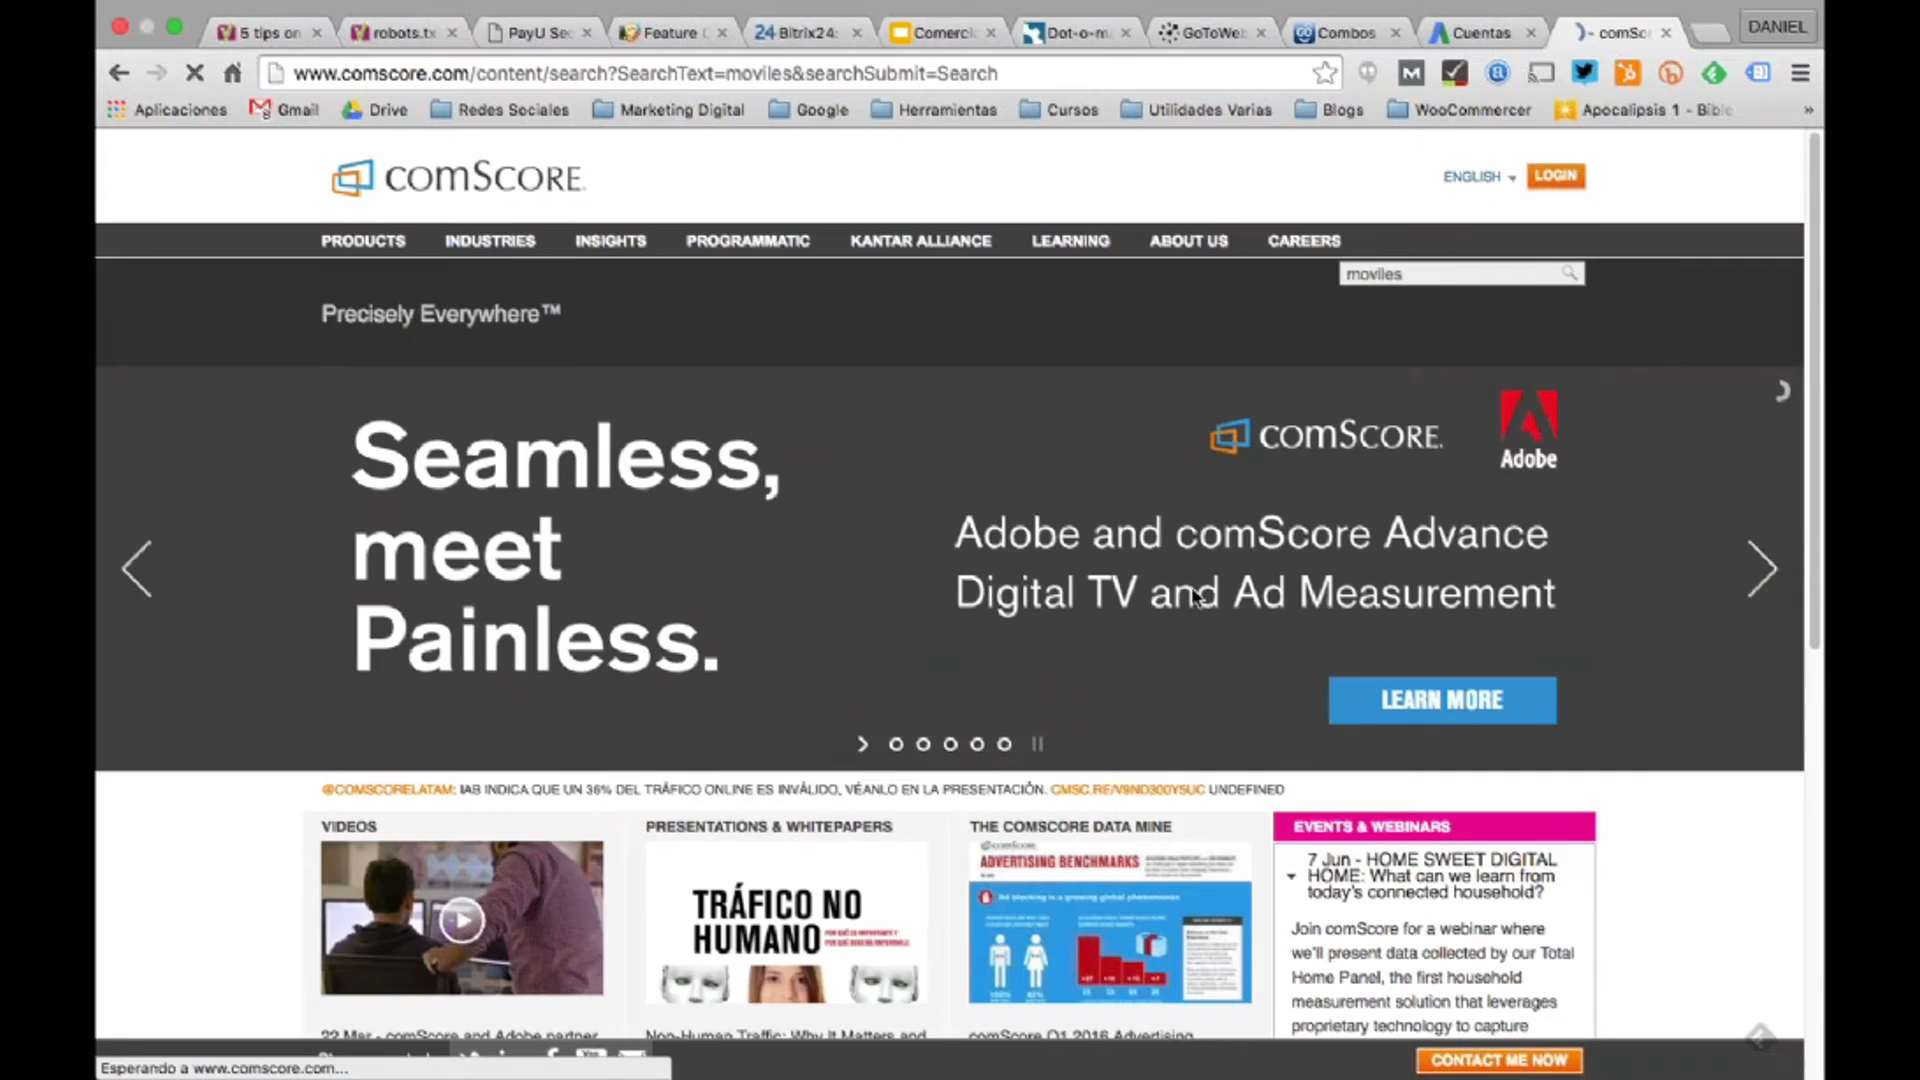 5 tips on
robots.tx
PayU Sec
Feature
Bitrix24:
Comerci
Dot-o-m
GoToWeb
Combos
Cuentas
- comSc
DANIEL
www.comscore.com/content/search?SearchText=moviles&searchSubmit=Search
Aplicaciones Gmail Drive Redes Sociales Marketing Digital Google Herramientas Cursos Utilidades Varias Blogs WooCommercer Apocalipsis 1 - Bible »
comSCORE
ENGLISH LOGIN
PRODUCTS INDUSTRIES INSIGHTS PROGRAMMATIC KANTAR ALLIANCE LEARNING ABOUT US CAREERS
moviles
Precisely Everywhere™
Seamless,
meet
Painless.
comSCORE.
Adobe
Adobe and comScore Advance
Digital TV and Ad Measurement
LEARN MORE
@COMSCORELATAM: IAB INDICA QUE UN 36% DEL TRÁFICO ONLINE ES INVÁLIDO, VÉANLO EN LA PRESENTACIÓN. CMSC.RE/V9ND300Y5UC UNDEFINED
VIDEOS
22 Mar - comScore and Adobe partner
PRESENTATIONS & WHITEPAPERS
TRÁFICO NO
HUMANO
Non-Human Traffic: Why It Matters and
THE COMSCORE DATA MINE
comScore
ADVERTISING BENCHMARKS
Ad blocking is a growing global phenomenon
comScore Q1 2016 Advertising
EVENTS & WEBINARS
7 Jun - HOME SWEET DIGITAL
HOME: What can we learn from
today's connected household?
Join comScore for a webinar where
we'll present data collected by our Total
Home Panel, the first household
measurement solution that leverages
proprietary technology to capture
CONTACT ME NOW
Esperando a www.comscore.com...